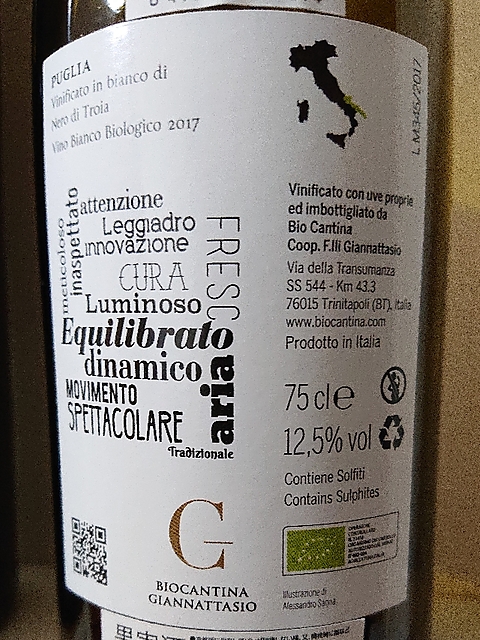 PUGLIA
Vinificato in bianco di
Nero di Troia
Vino Bianco Biologico 2017
L.M345/2017
meticoloso
inaspettato
attenzione
Leggiadro
innovazione
FRESC
CURA
Luminoso
Equilibrato
dinamico
aria
MOVIMENTO
SPETTACOLARE
Tradizionale
G
BIOCANTINA
GIANNATTASIO
Vinificato con uve proprie
ed imbottigliato da
Bio Cantina
Coop. F.lli Giannattasio
Via della Transumanza
SS 544 - Km 43.3
76015 Trinitapoli (BT), Italia
www.biocantina.com
Prodotto in Italia
75 cl e
12,5% vol
Contiene Solfiti
Contains Sulphites
Illustrazione di
Alessandro Sanna